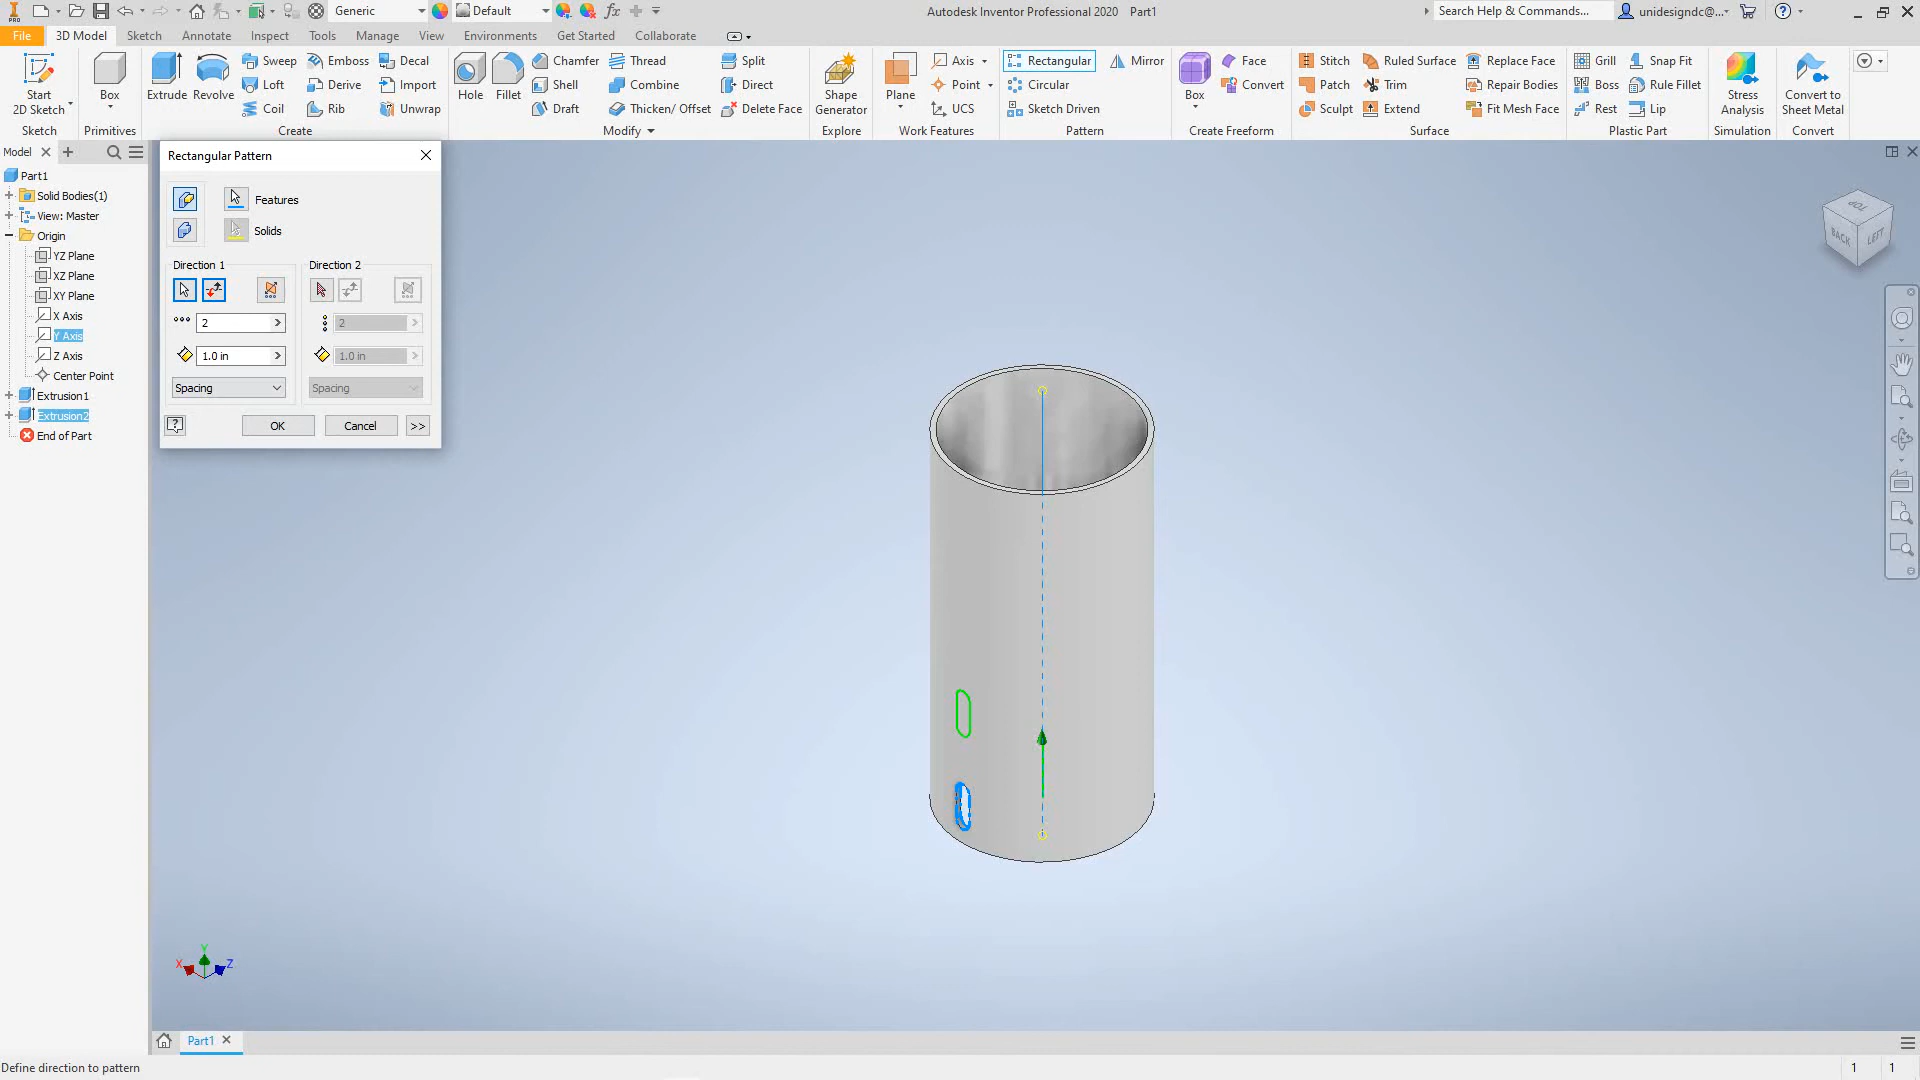 PRO
Generic
Default
fx
Autodesk Inventor Professional 2020 Part1
Search Help & Commands...
unidesigndc@...
File
3D Model
Sketch
Annotate
Inspect
Tools
Manage
View
Environments
Get Started
Collaborate
Start
2D Sketch
Sketch
Box
Primitives
Extrude
Revolve
Sweep
Loft
Coil
Emboss
Derive
Rib
Decal
Import
Unwrap
Create
Hole
Fillet
Chamfer
Shell
Draft
Thread
Combine
Thicken/ Offset
Split
Direct
Delete Face
Modify
Shape
Generator
Explore
Plane
Axis
Point
UCS
Work Features
Rectangular
Circular
Sketch Driven
Mirror
Pattern
Box
Face
Convert
Create Freeform
Stitch
Patch
Sculpt
Ruled Surface
Trim
Extend
Replace Face
Repair Bodies
Fit Mesh Face
Surface
Grill
Boss
Rest
Snap Fit
Rule Fillet
Lip
Plastic Part
Stress
Analysis
Simulation
Convert to
Sheet Metal
Convert
Model
Part1
Solid Bodies(1)
View: Master
Origin
YZ Plane
XZ Plane
XY Plane
X Axis
Y Axis
Z Axis
Center Point
Extrusion1
Extrusion2
End of Part
Rectangular Pattern
Features
Solids
Direction 1
Direction 2
2
2
1.0 in
1.0 in
Spacing
Spacing
OK
Cancel
>>
TOP
BACK
LEFT
Y
X
Z
Part1
Define direction to pattern
1
1